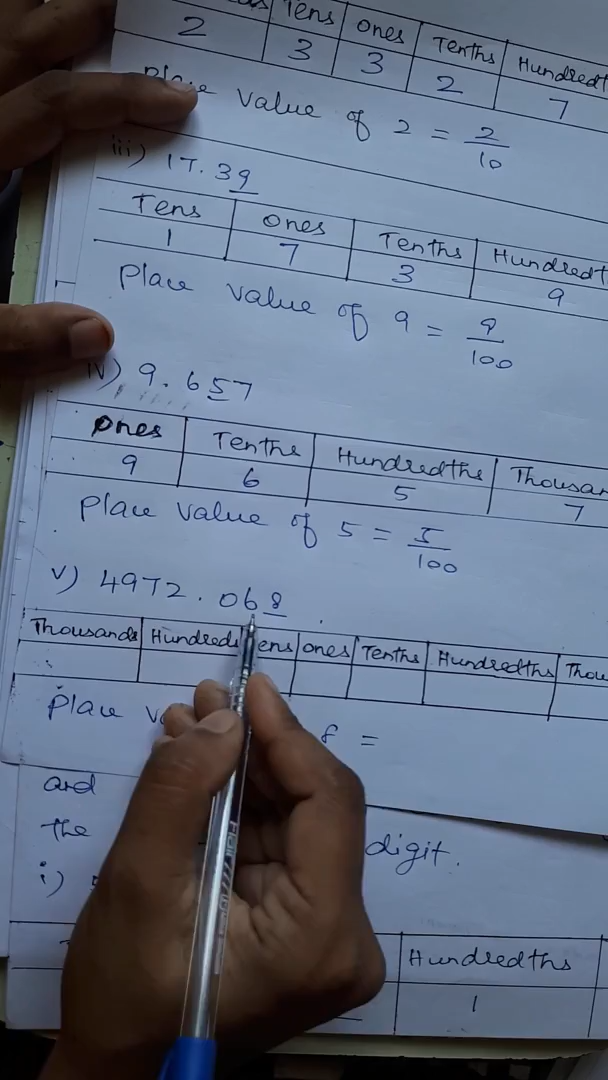 Tens Ones Tenths Hundredt
2 3 3 2 7
Place Value of 2 = 2/10
iii) 17.39
Tens Ones Tenths Hundredt
1 7 3 9
Place Value of 9 = 9/100
iv) 9.657
Ones Tenths Hundredths Thousan
9 6 5 7
Place Value of 5 = 5/100
v) 4972.068
Thousands Hundreds Tens Ones Tenths Hundredths Thou
Place 8 =
and
the digit.
i)
Hundredths
1